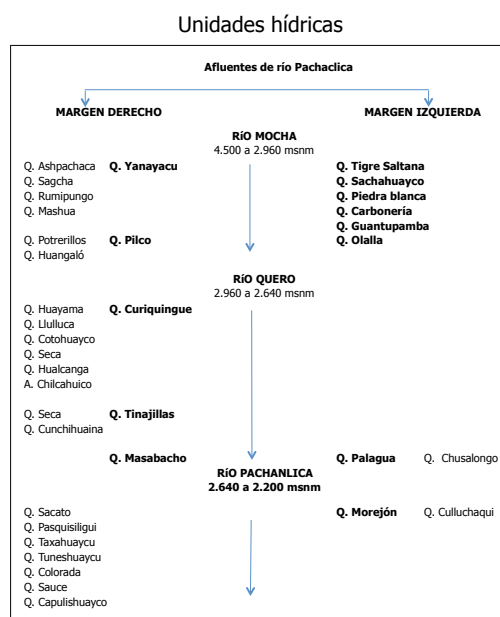 Unidades hídricas
Afluentes de río Pachaclica
MARGEN DERECHO MARGEN IZQUIERDA
RíO MOCHA
4.500 a 2.960 msnm
Q. Ashpachaca Q. Yanayacu Q. Tigre Saltana
Q. Sagcha Q. Sachahuayco
Q. Rumipungo Q. Piedra blanca
Q. Mashua Q. Carbonería
Q. Guantupamba
Q. Potrerillos Q. Pilco Q. Olalla
Q. Huangaló
RíO QUERO
2.960 a 2.640 msnm
Q. Huayama Q. Curiquingue
Q. Llulluca
Q. Cotohuayco
Q. Seca
Q. Hualcanga
A. Chilcahuico
Q. Seca Q. Tinajillas
Q. Cunchihuaina
Q. Masabacho Q. Palagua Q. Chusalongo
RíO PACHANLICA
2.640 a 2.200 msnm
Q. Sacato Q. Morejón Q. Culluchaqui
Q. Pasquisiligui
Q. Taxahuaycu
Q. Tuneshuaycu
Q. Colorada
Q. Sauce
Q. Capulishuayco